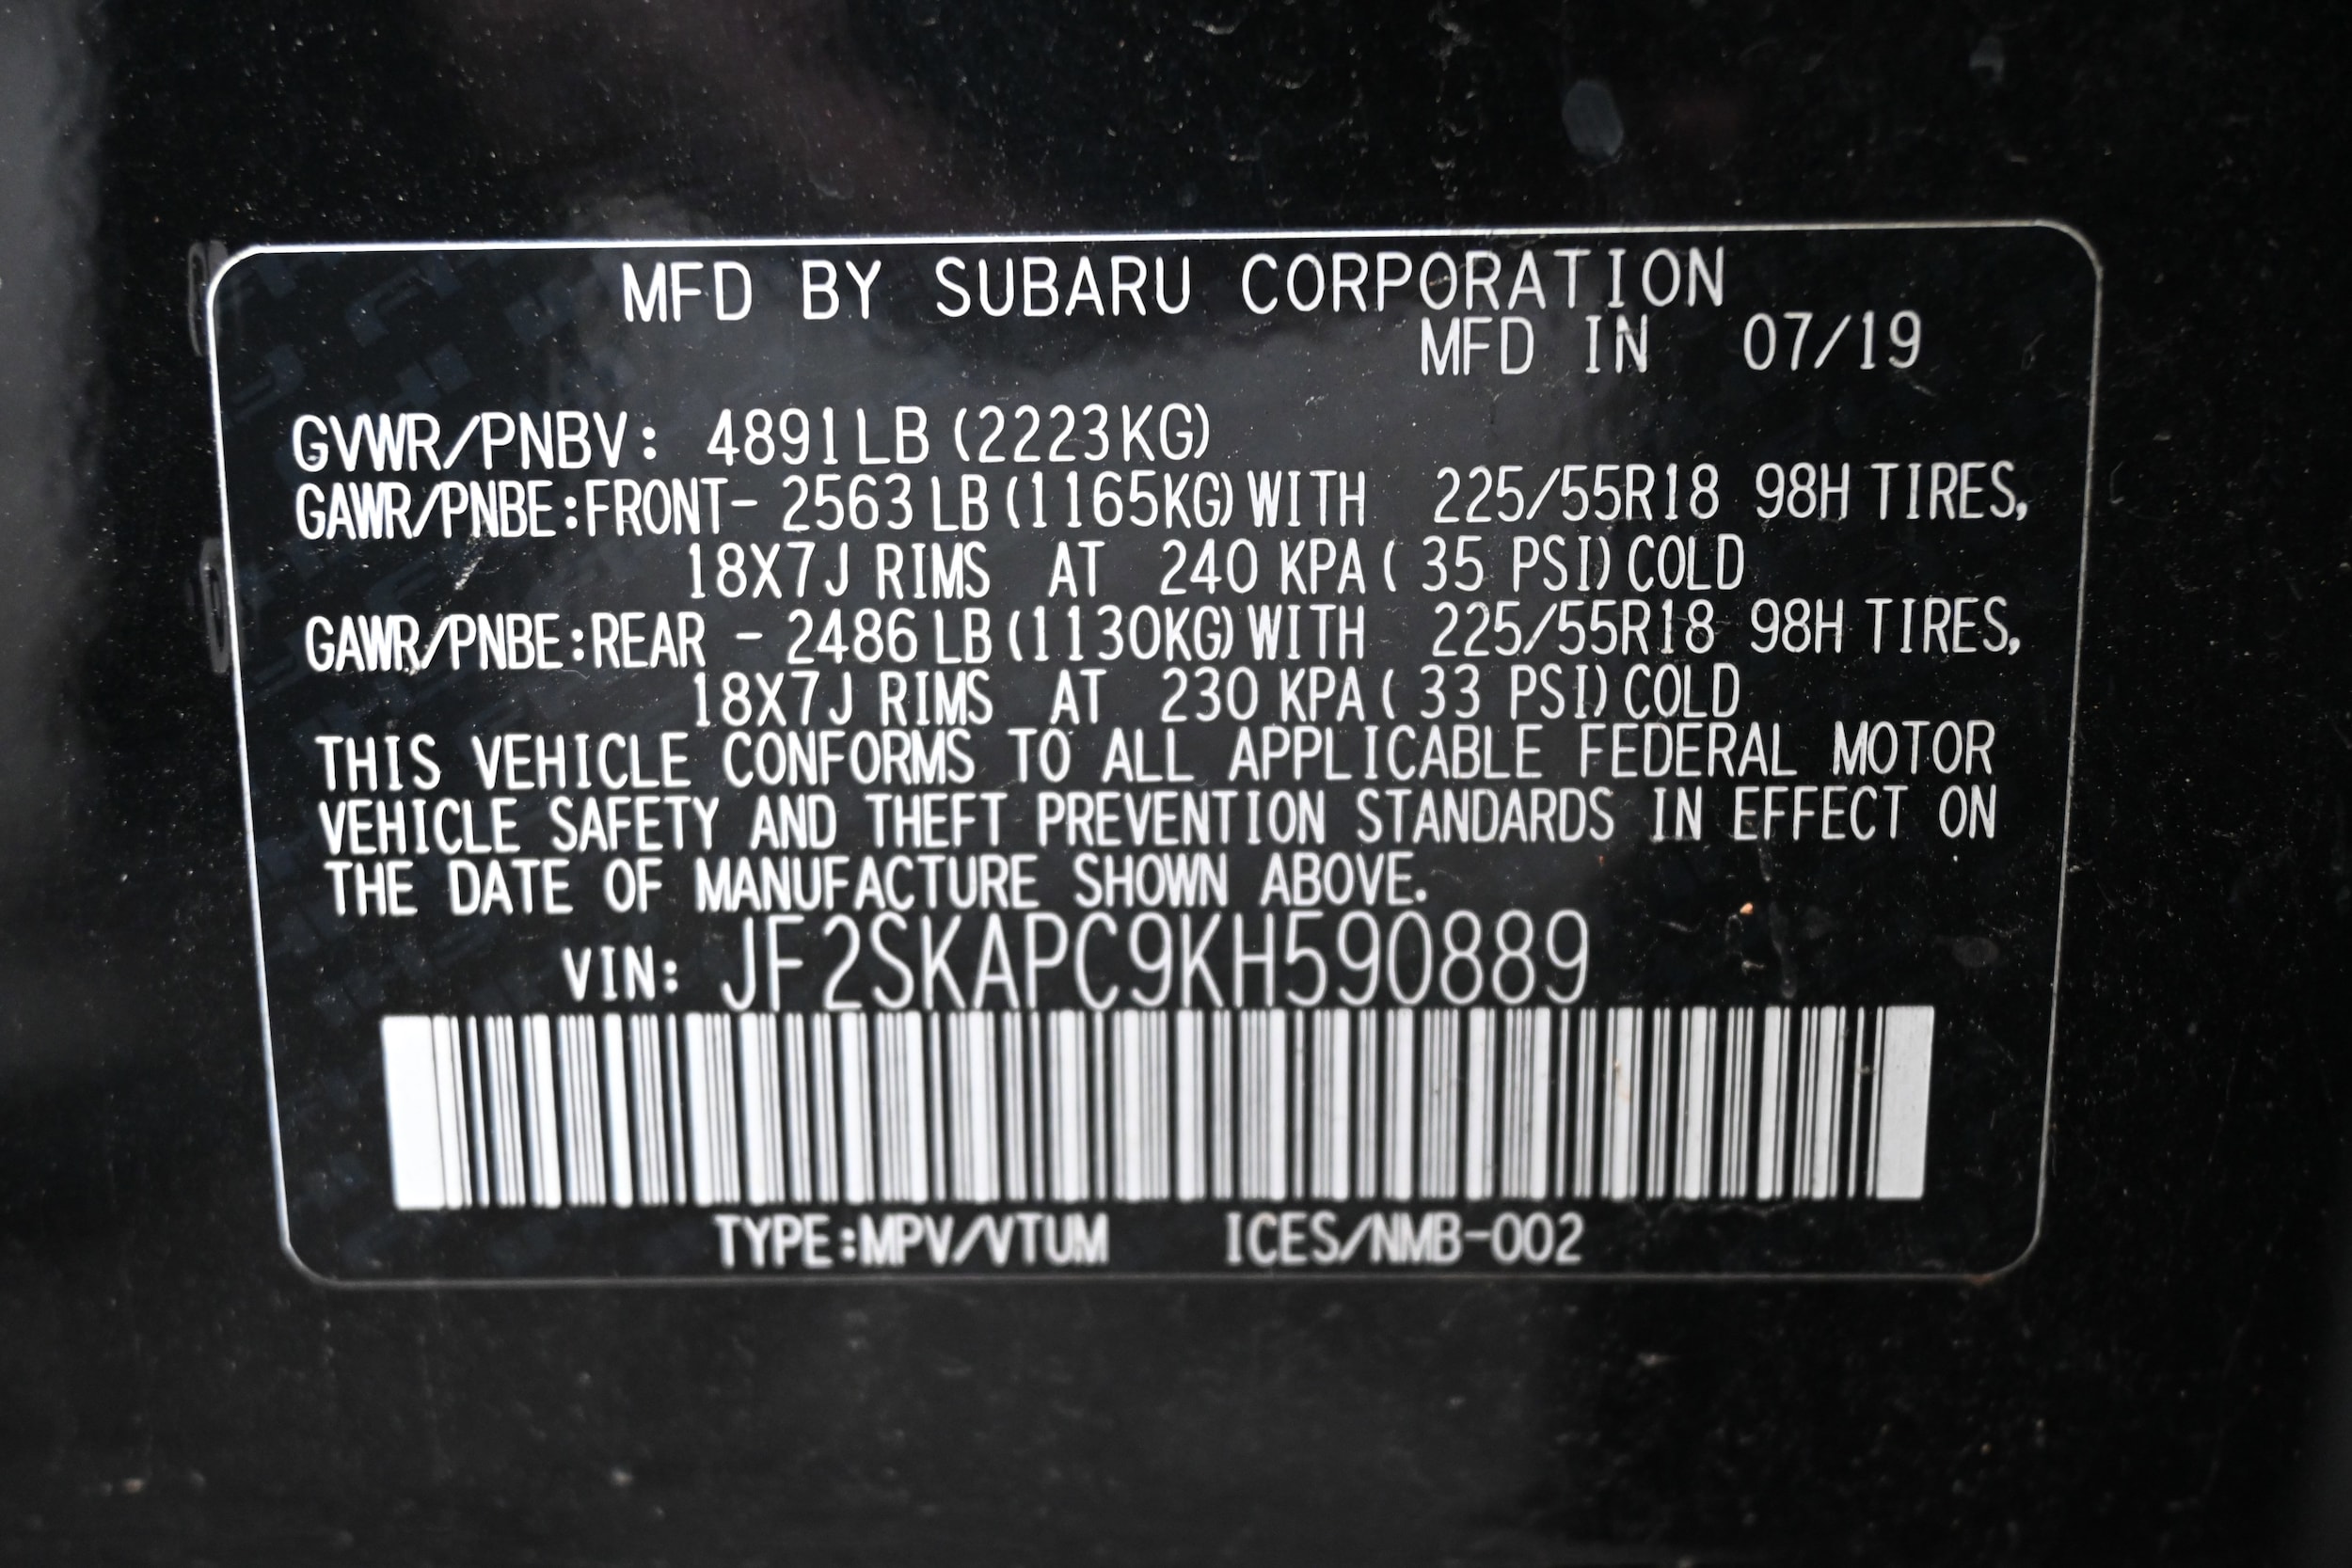 MFD BY SUBARU CORPORATION
MFD IN 07/19
GVWR/PNBV: 4891LB (2223KG)
GAWR/PNBE:FRONT- 2563 LB (1165KG) WITH 225/55R18 98H TIRES,
18X7J RIMS AT 240 KPA ( 35 PSI) COLD
GAWR/PNBE:REAR - 2486 LB (1130KG) WITH 225/55R18 98H TIRES,
18X7J RIMS AT 230 KPA ( 33 PSI) COLD
THIS VEHICLE CONFORMS TO ALL APPLICABLE FEDERAL MOTOR
VEHICLE SAFETY AND THEFT PREVENTION STANDARDS IN EFFECT ON
THE DATE OF MANUFACTURE SHOWN ABOVE.
VIN: JF2SKAPC9KH590889
TYPE:MPV/VTUM ICES/NMB-002